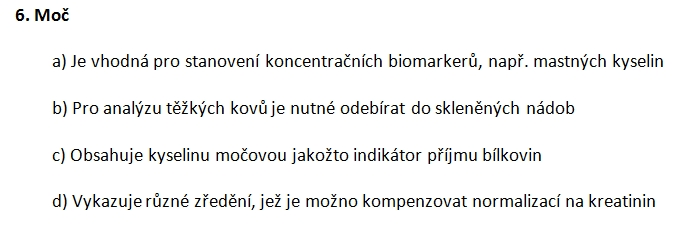 6. Moč
a) Je vhodná pro stanovení koncentračních biomarkerů, např. mastných kyselin
b) Pro analýzu těžkých kovů je nutné odebírat do skleněných nádob
c) Obsahuje kyselinu močovou jakožto indikátor příjmu bílkovin
d) Vykazuje různé zředění, jež je možno kompenzovat normalizací na kreatinin